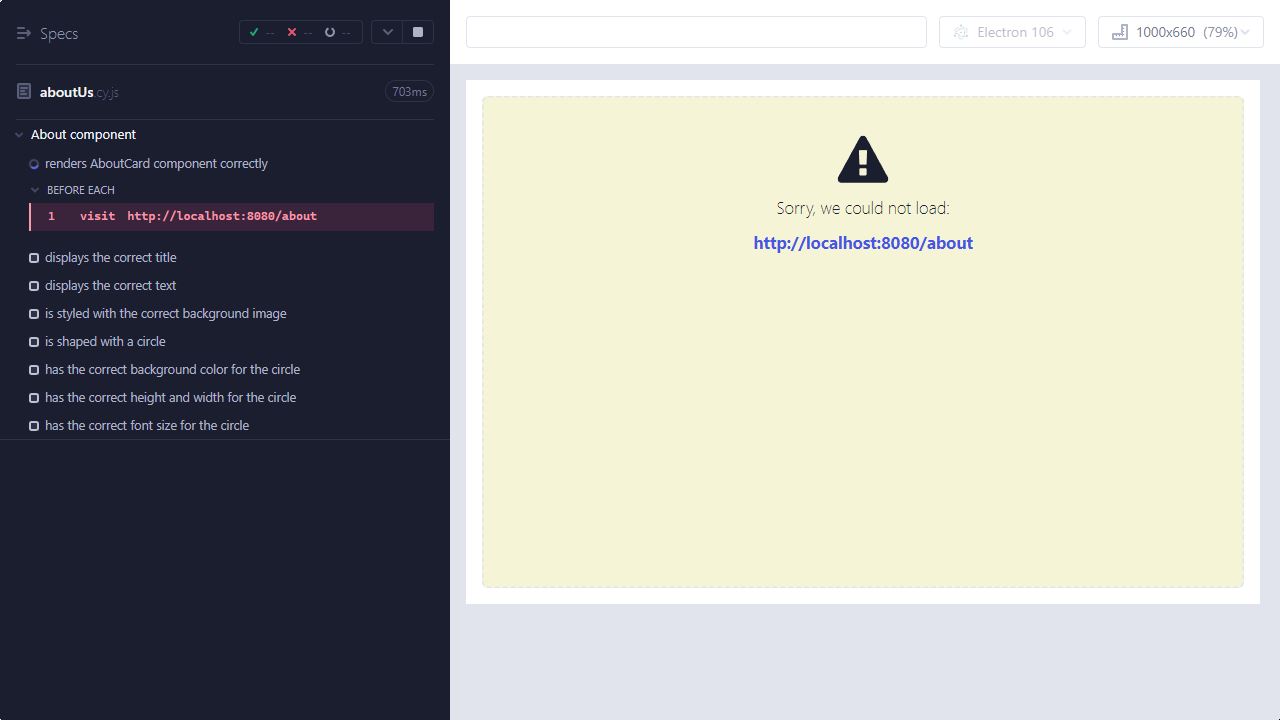 Specs
-- -- --
Electron 106
1000x660 (79%)
aboutUs cy.js
703ms
About component
renders AboutCard component correctly
BEFORE EACH
1 visit http://localhost:8080/about
displays the correct title
displays the correct text
is styled with the correct background image
is shaped with a circle
has the correct background color for the circle
has the correct height and width for the circle
has the correct font size for the circle
Sorry, we could not load:
http://localhost:8080/about